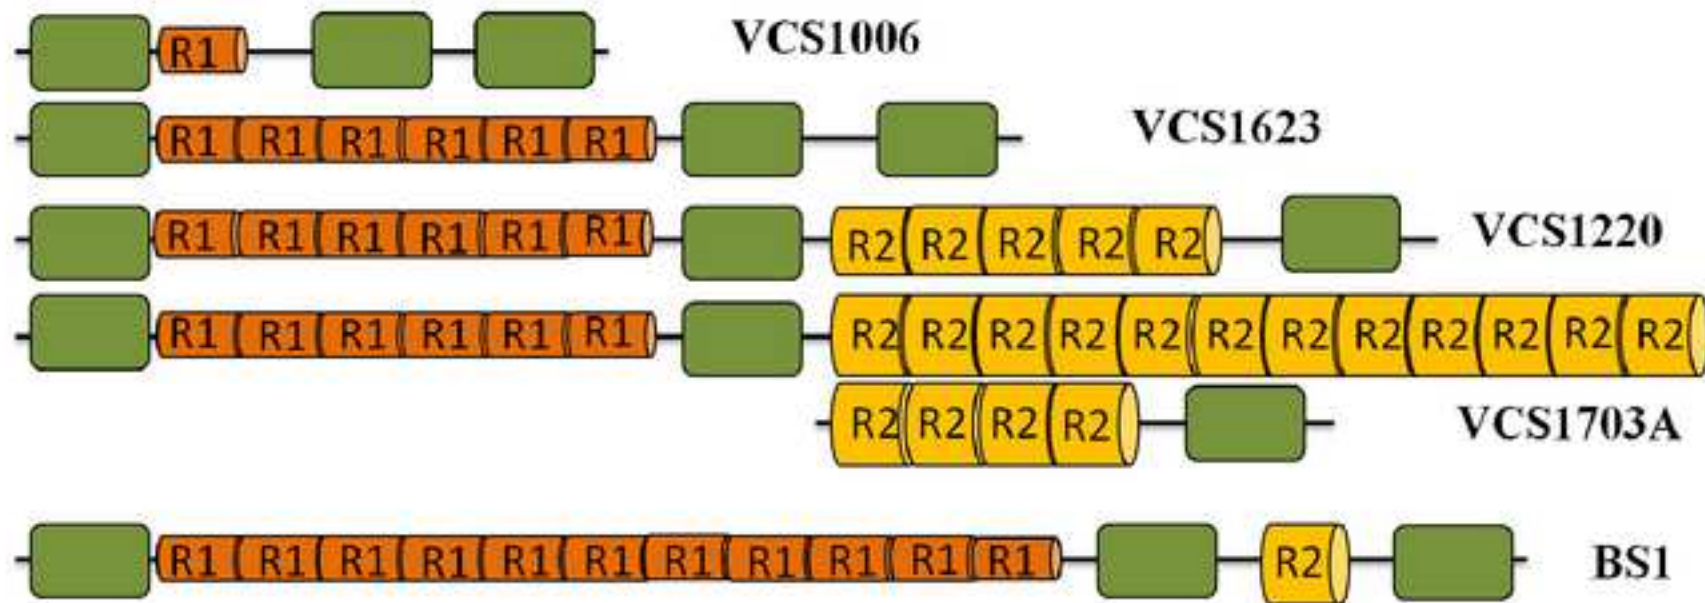 R1 VCS1006
R1 R1 R1 R1 R1 R1 VCS1623
R1 R1 R1 R1 R1 R1 R2 R2 R2 R2 R2 VCS1220
R1 R1 R1 R1 R1 R1 R2 R2 R2 R2 R2 R2 R2 R2 R2 R2 R2 R2
R2 R2 R2 R2 VCS1703A
R1 R1 R1 R1 R1 R1 R1 R1 R1 R1 R1 R2 BS1